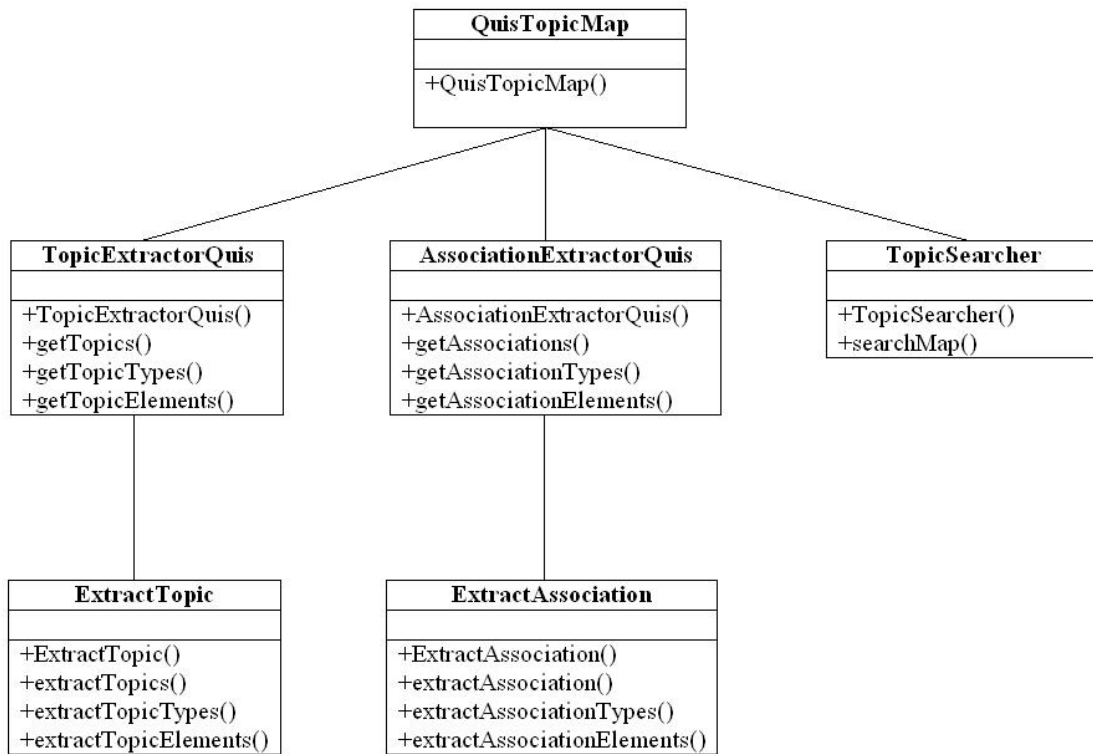 QuisTopicMap
+QuisTopicMap()
TopicExtractorQuis
+TopicExtractorQuis()
+getTopics()
+getTopicTypes()
+getTopicElements()
AssociationExtractorQuis
+AssociationExtractorQuis()
+getAssociations()
+getAssociationTypes()
+getAssociationElements()
TopicSearcher
+TopicSearcher()
+searchMap()
ExtractTopic
+ExtractTopic()
+extractTopics()
+extractTopicTypes()
+extractTopicElements()
ExtractAssociation
+ExtractAssociation()
+extractAssociation()
+extractAssociationTypes()
+extractAssociationElements()